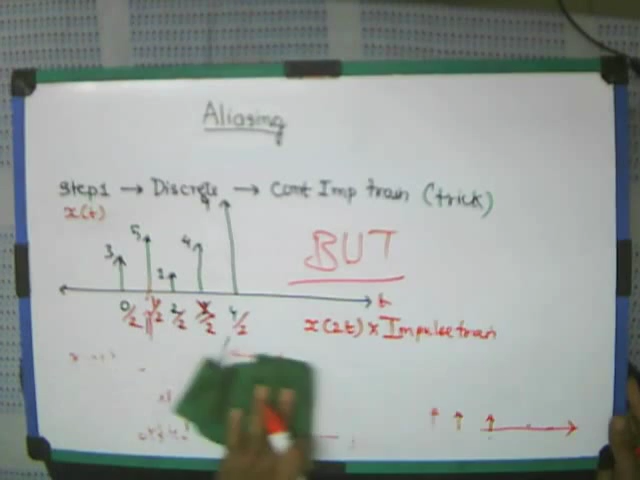 Aliasing
Step1 → Discrete → Cont Imp train (trick)
x(t)
3 5 2 4
BUT
0/2 1/2 2/2 3/2 4/2 t
x(2t) x Impulse train